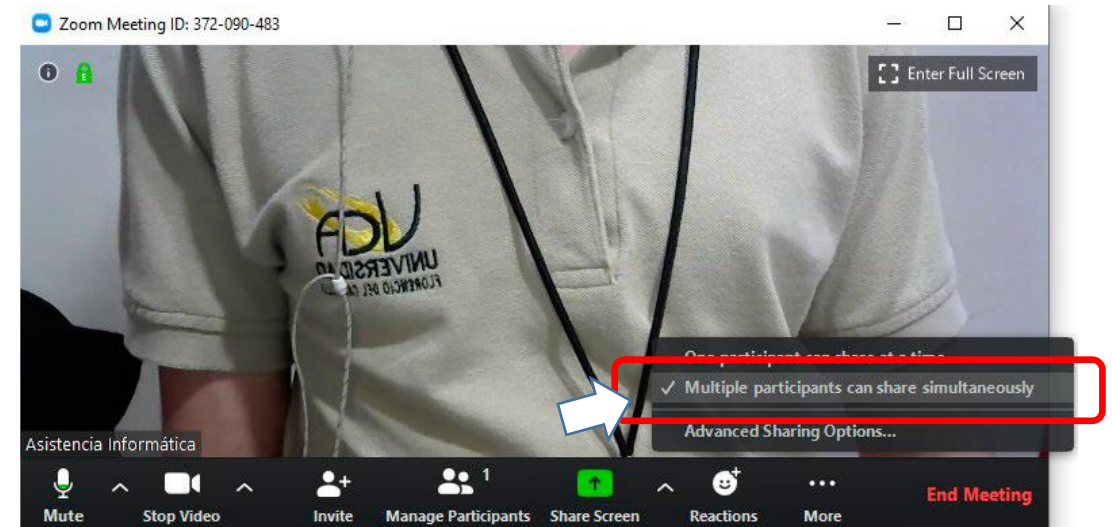 Zoom Meeting ID: 372-090-483
Enter Full Screen
UCA
UNIVERSIDAD
FLORENCIO DEL
One participant can share at a time
✓ Multiple participants can share simultaneously
Advanced Sharing Options...
Asistencia Informática
1
Mute Stop Video Invite Manage Participants Share Screen Reactions More End Meeting